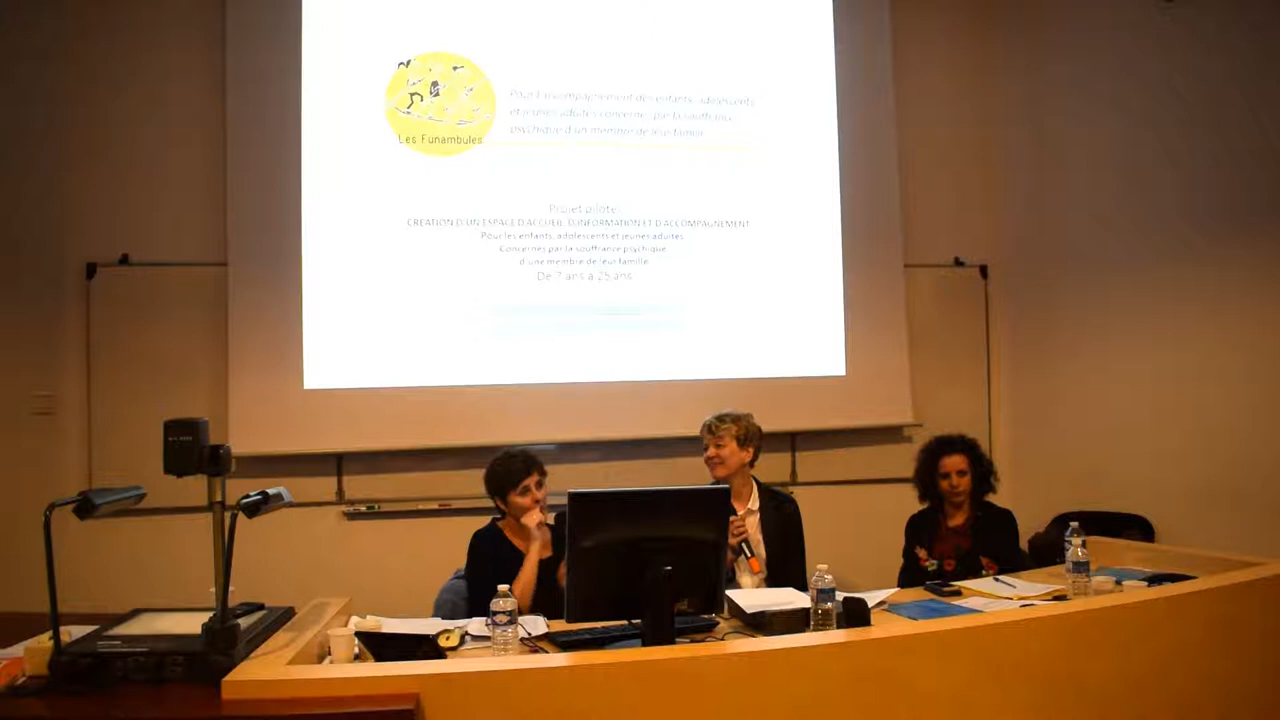 Les Funambules
Pour l'accompagnement des enfants, adolescents
et jeunes adultes concernés par la souffrance
psychique d'un membre de leur famille
Projet pilote:
CREATION D'UN ESPACE D'ACCUEIL, D'INFORMATION ET D'ACCOMPAGNEMENT
Pour les enfants, adolescents et jeunes adultes
Concernés par la souffrance psychique
d'une membre de leur famille
De 7 ans à 25 ans